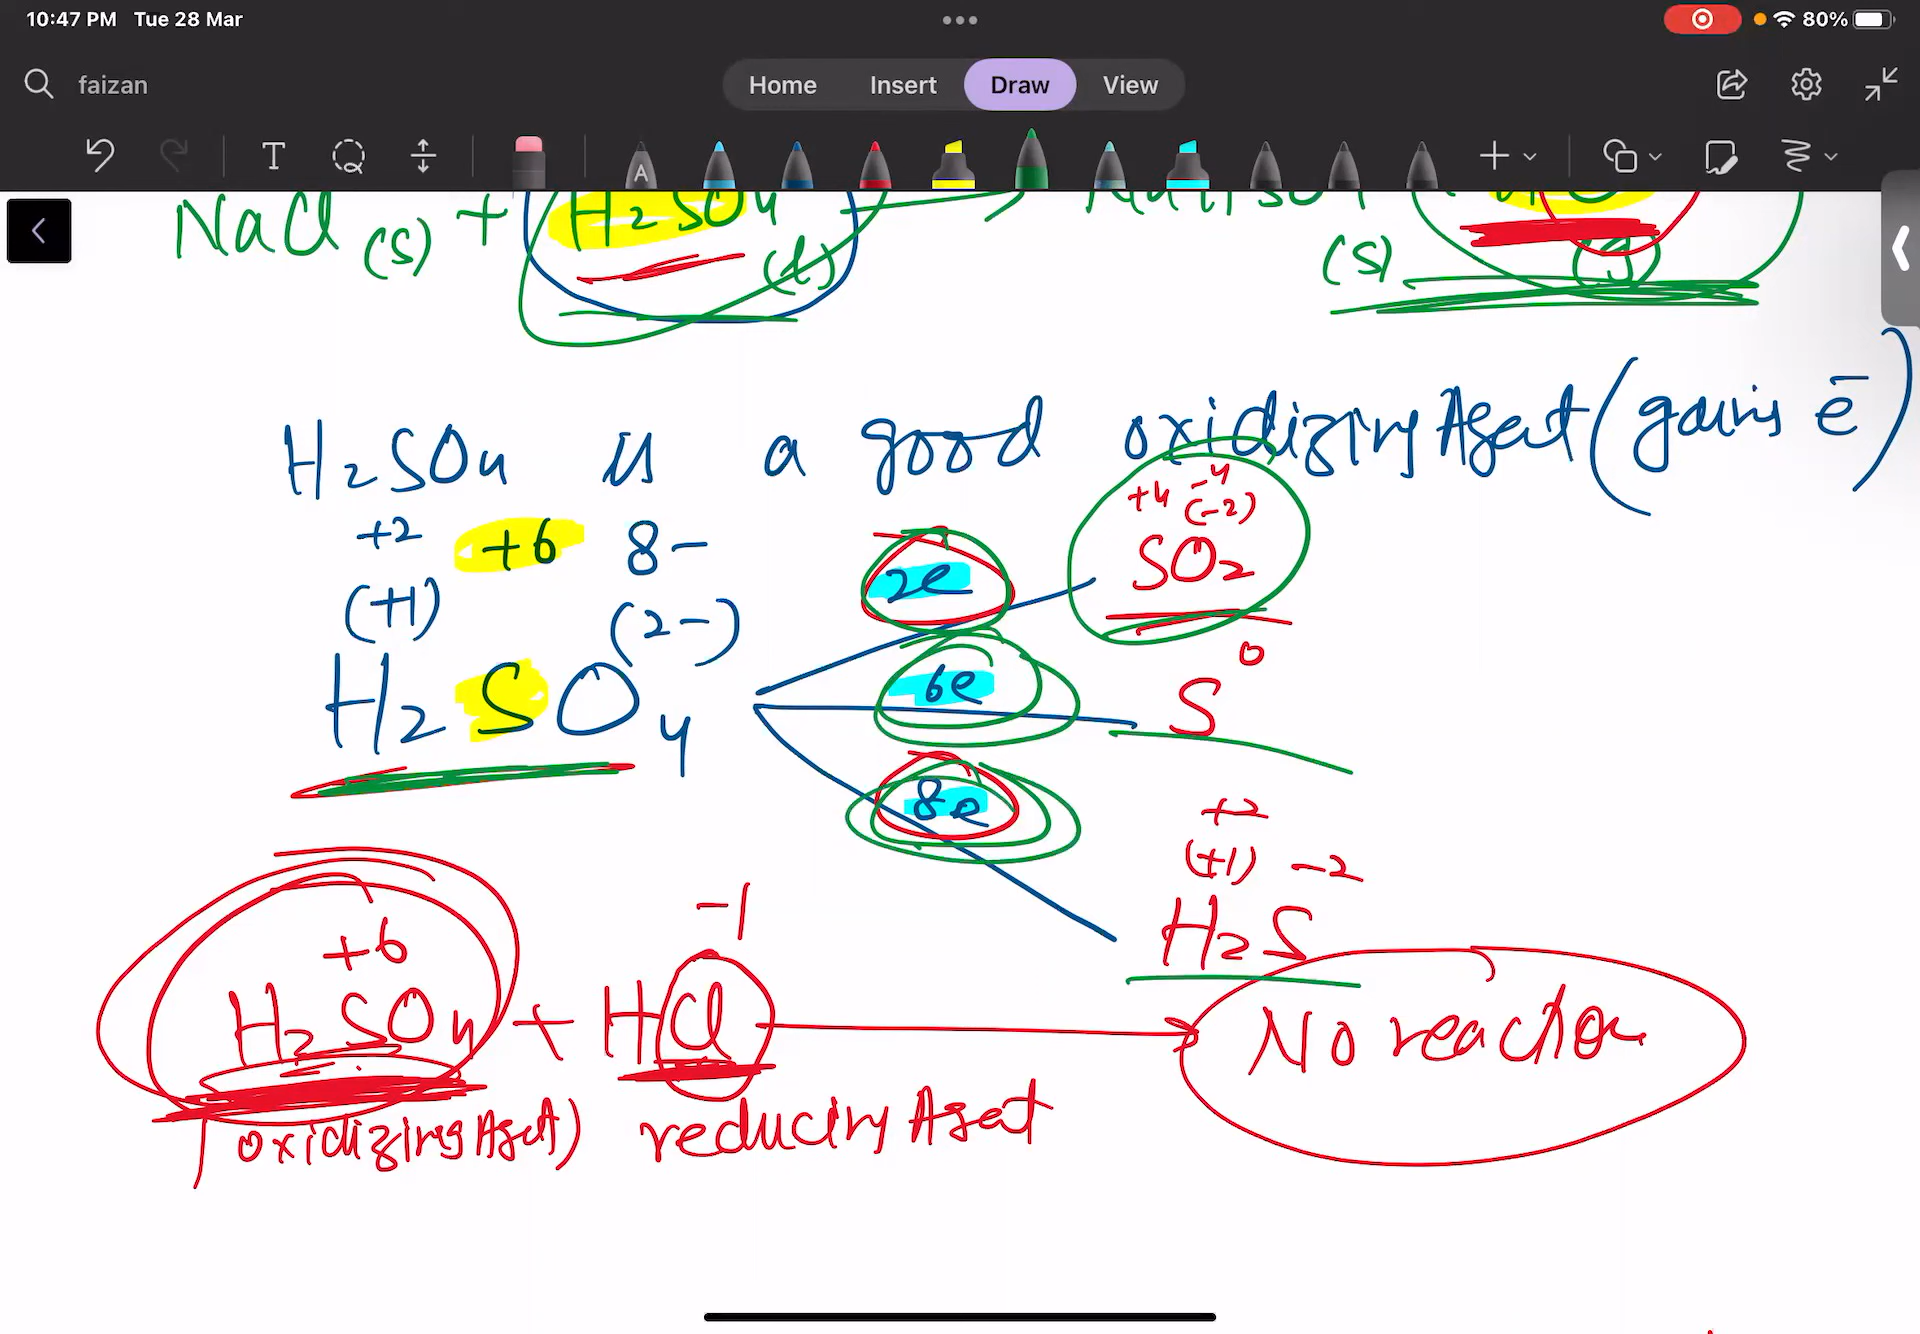 10:47 PM Tue 28 Mar
80%
faizan
Home Insert Draw View
T
A
NaCl (s) + H2SO4 (l) →
(s) (g)
H2SO4 is a good oxidizing Agent (gains e̅)
+2 +6 8-
(+1) (2-)
H2SO4
2e
+4 -4
(-2)
SO2
6e
0
S
8e
+2
(+1) -2
H2S
+6 -1
H2SO4 + HCl → No reaction
(oxidizing Agent) reducing Agent